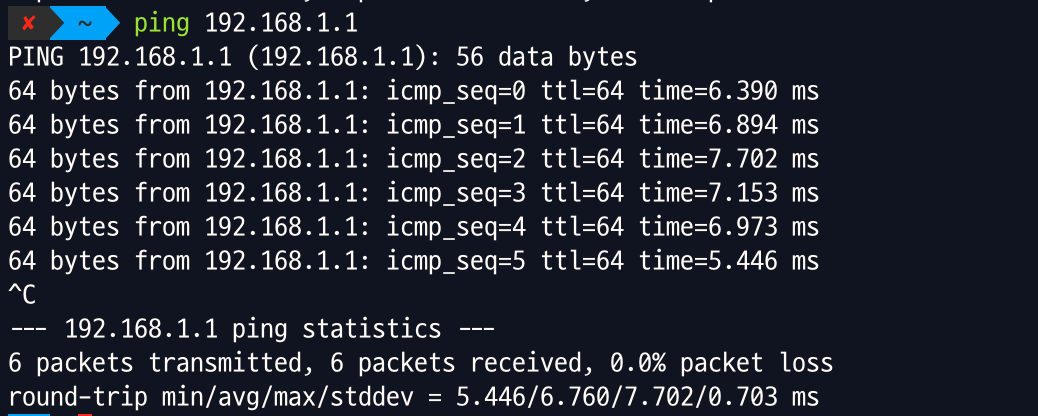 ✘ ~ ping 192.168.1.1
PING 192.168.1.1 (192.168.1.1): 56 data bytes
64 bytes from 192.168.1.1: icmp_seq=0 ttl=64 time=6.390 ms
64 bytes from 192.168.1.1: icmp_seq=1 ttl=64 time=6.894 ms
64 bytes from 192.168.1.1: icmp_seq=2 ttl=64 time=7.702 ms
64 bytes from 192.168.1.1: icmp_seq=3 ttl=64 time=7.153 ms
64 bytes from 192.168.1.1: icmp_seq=4 ttl=64 time=6.973 ms
64 bytes from 192.168.1.1: icmp_seq=5 ttl=64 time=5.446 ms
^C
--- 192.168.1.1 ping statistics ---
6 packets transmitted, 6 packets received, 0.0% packet loss
round-trip min/avg/max/stddev = 5.446/6.760/7.702/0.703 ms